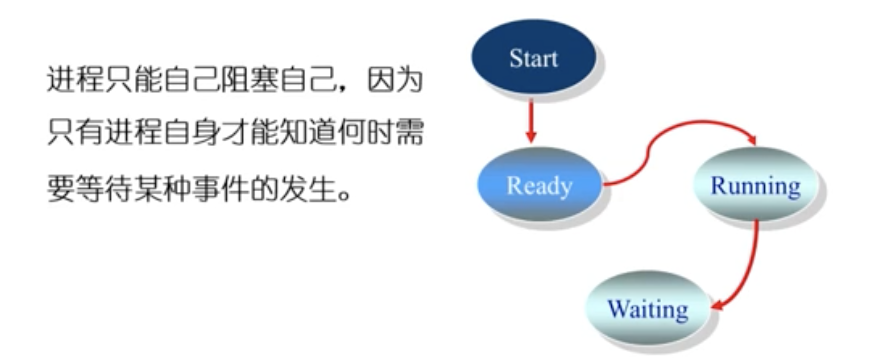 进程只能自己阻塞自己，因为
只有进程自身才能知道何时需
要等待某种事件的发生。
Start
Ready
Running
Waiting